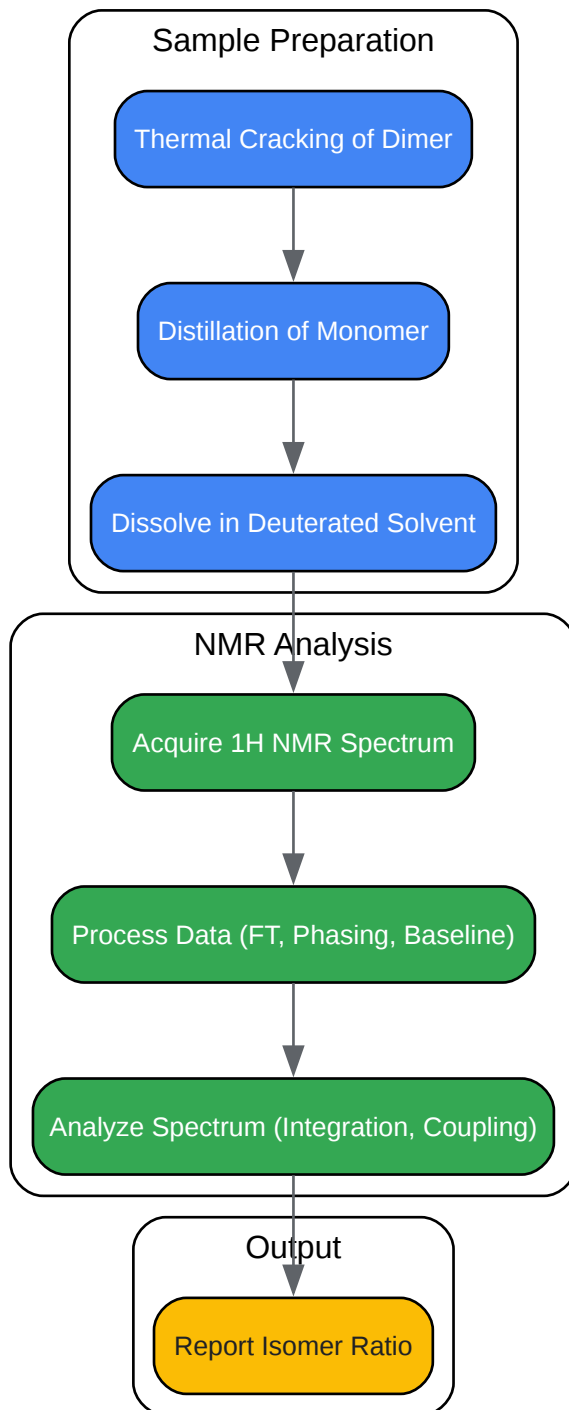 Sample Preparation
Thermal Cracking of Dimer
Distillation of Monomer
Dissolve in Deuterated Solvent
NMR Analysis
Acquire 1H NMR Spectrum
Process Data (FT, Phasing, Baseline)
Analyze Spectrum (Integration, Coupling)
Output
Report Isomer Ratio